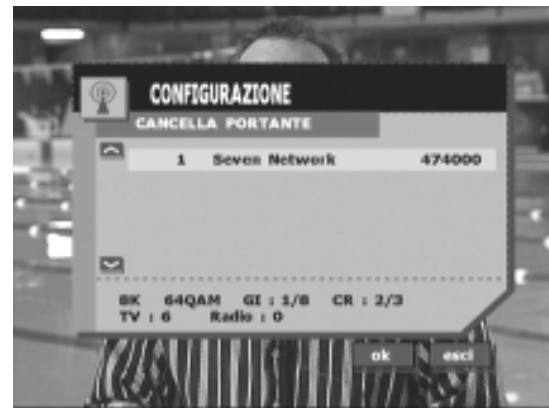 CONFIGURAZIONE
CANCELLA PORTANTE
1 Seven Network 474000
8K 64QAM GI : 1/8 CR : 2/3
TV : 6 Radio : 0
ok esci